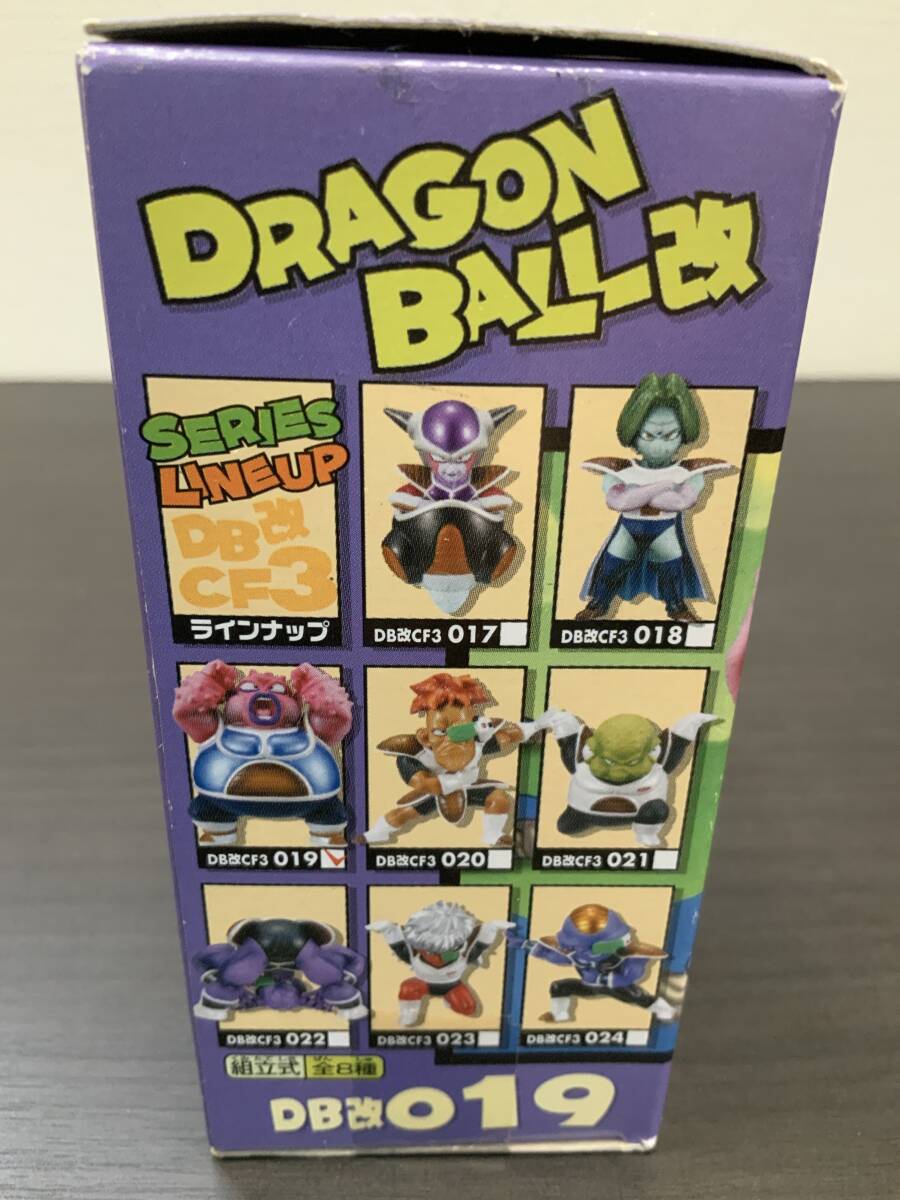 DRAGON
BALL改
SERIES
LINEUP
DB改
CF3
ラインナップ
DB改CF3 017
DB改CF3 018
DB改CF3 019
DB改CF3 020
DB改CF3 021
DB改CF3 022
DB改CF3 023
DB改CF3 024
組立式 全8種
DB改019